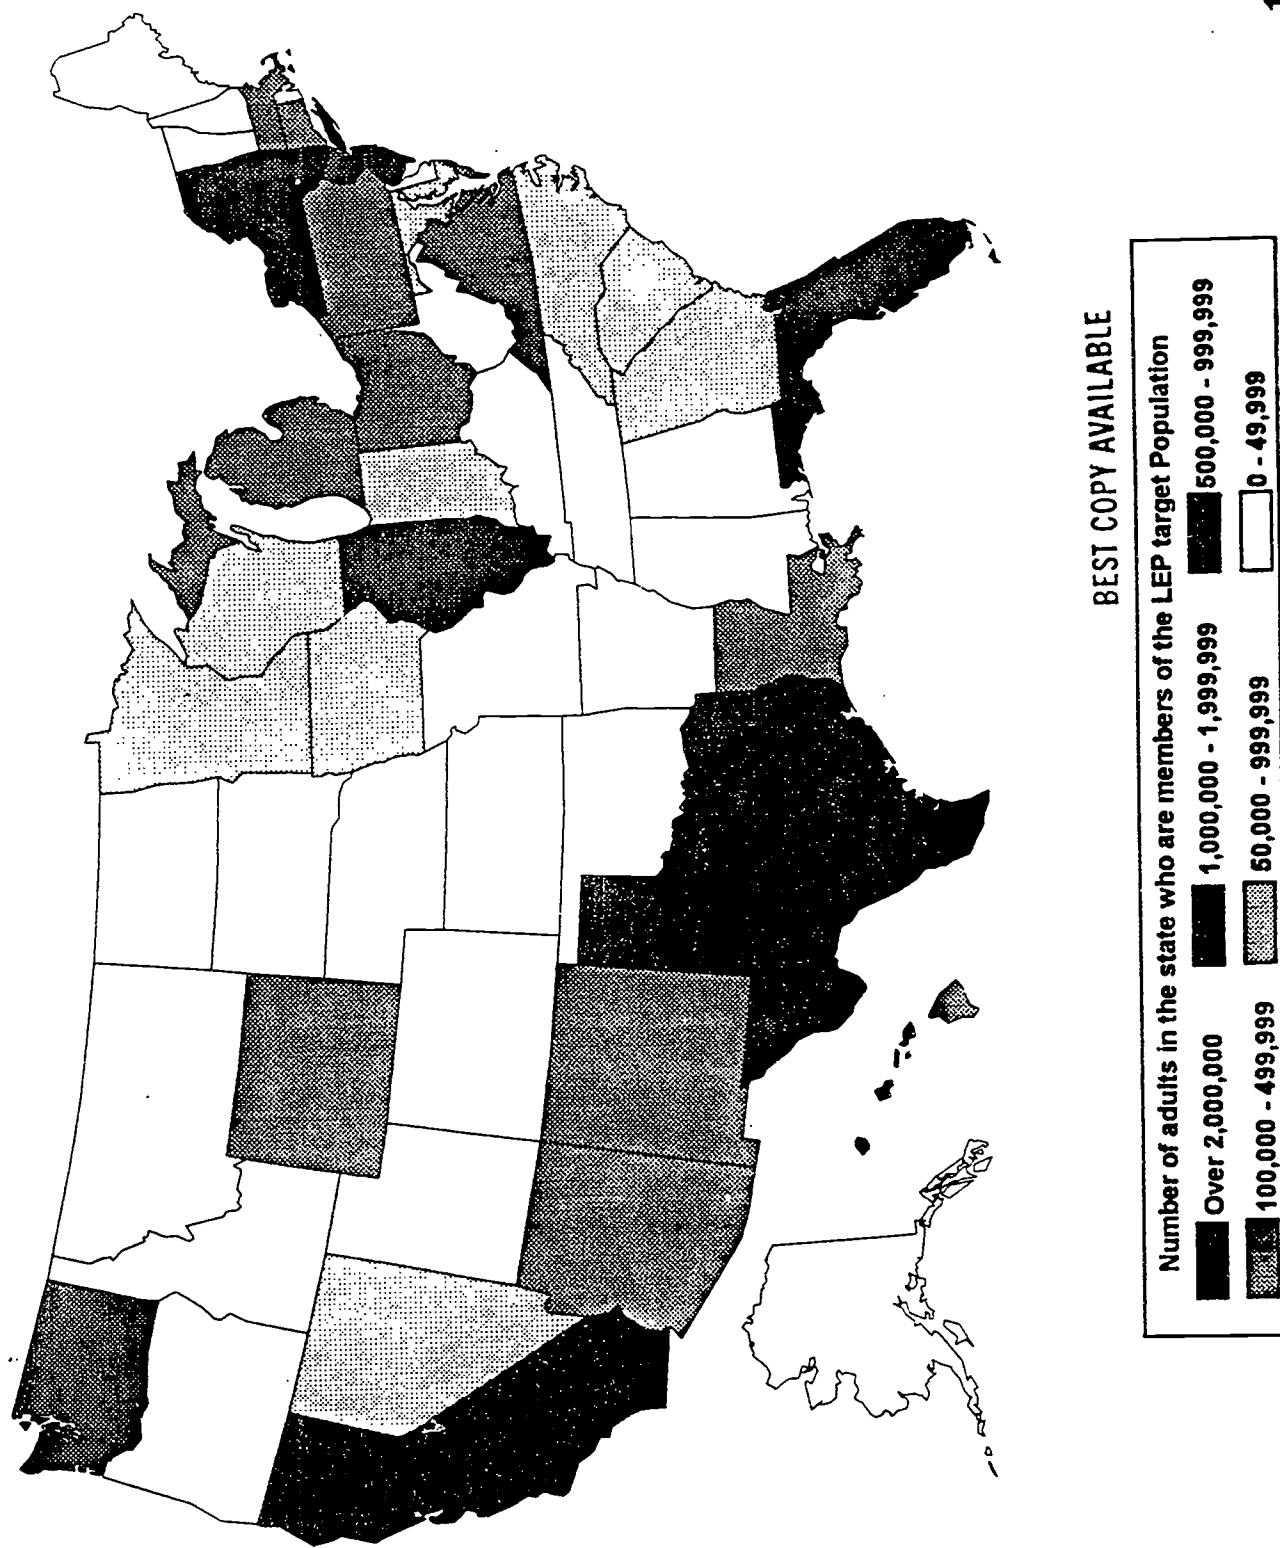 BEST COPY AVAILABLE
Number of adults in the state who are members of the LEP target Population
Over 2,000,000 1,000,000 - 1,999,999 500,000 - 999,999
100,000 - 499,999 50,000 - 999,999 0 - 49,999